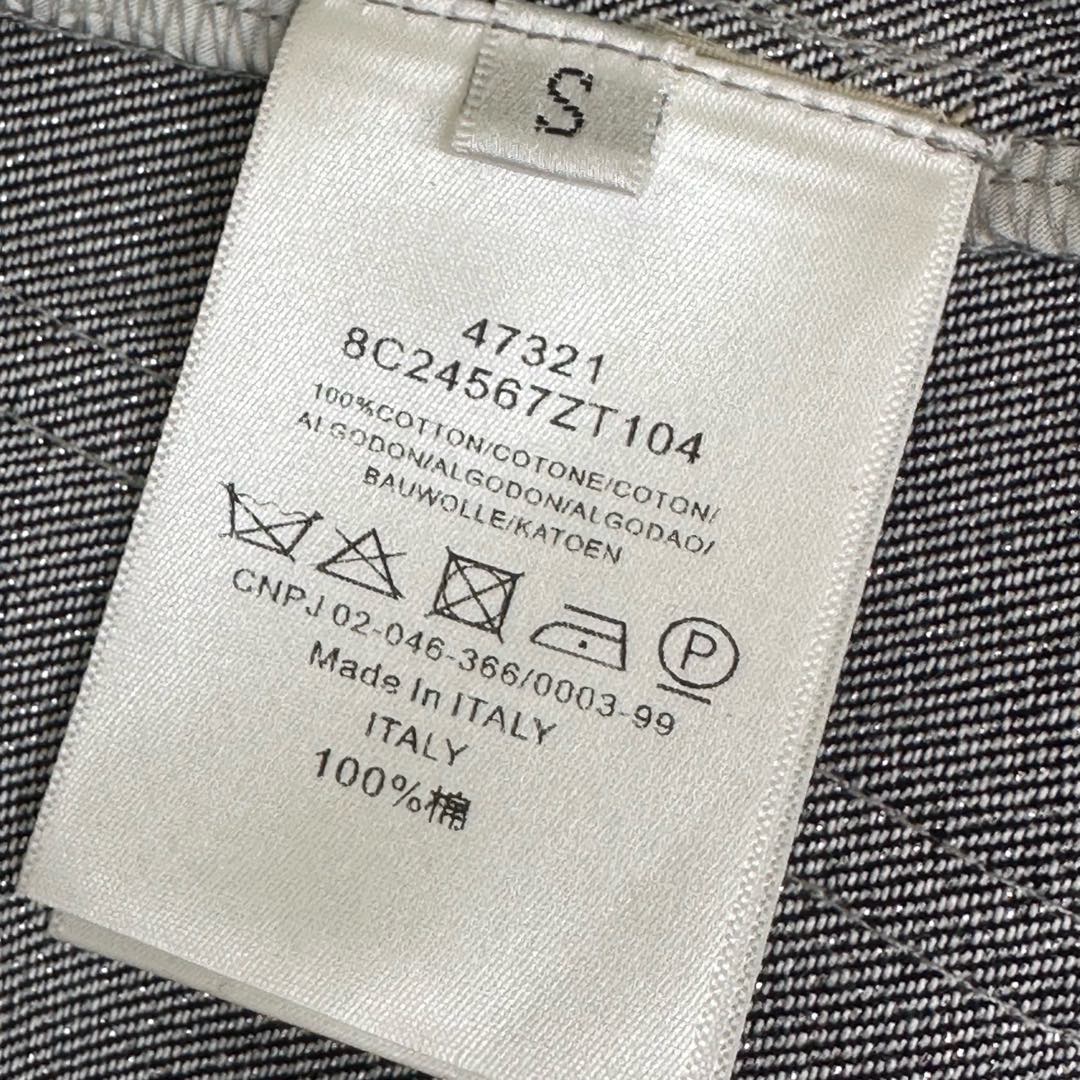 S
47321
8C24567ZT104
100%COTTON/COTONE/COTON/
ALGODON/ALGODON/ALGODAO/
BAUWOLLE/KATOEN
P
CNPJ 02-046-366/0003-99
Made In ITALY
ITALY
100%棉